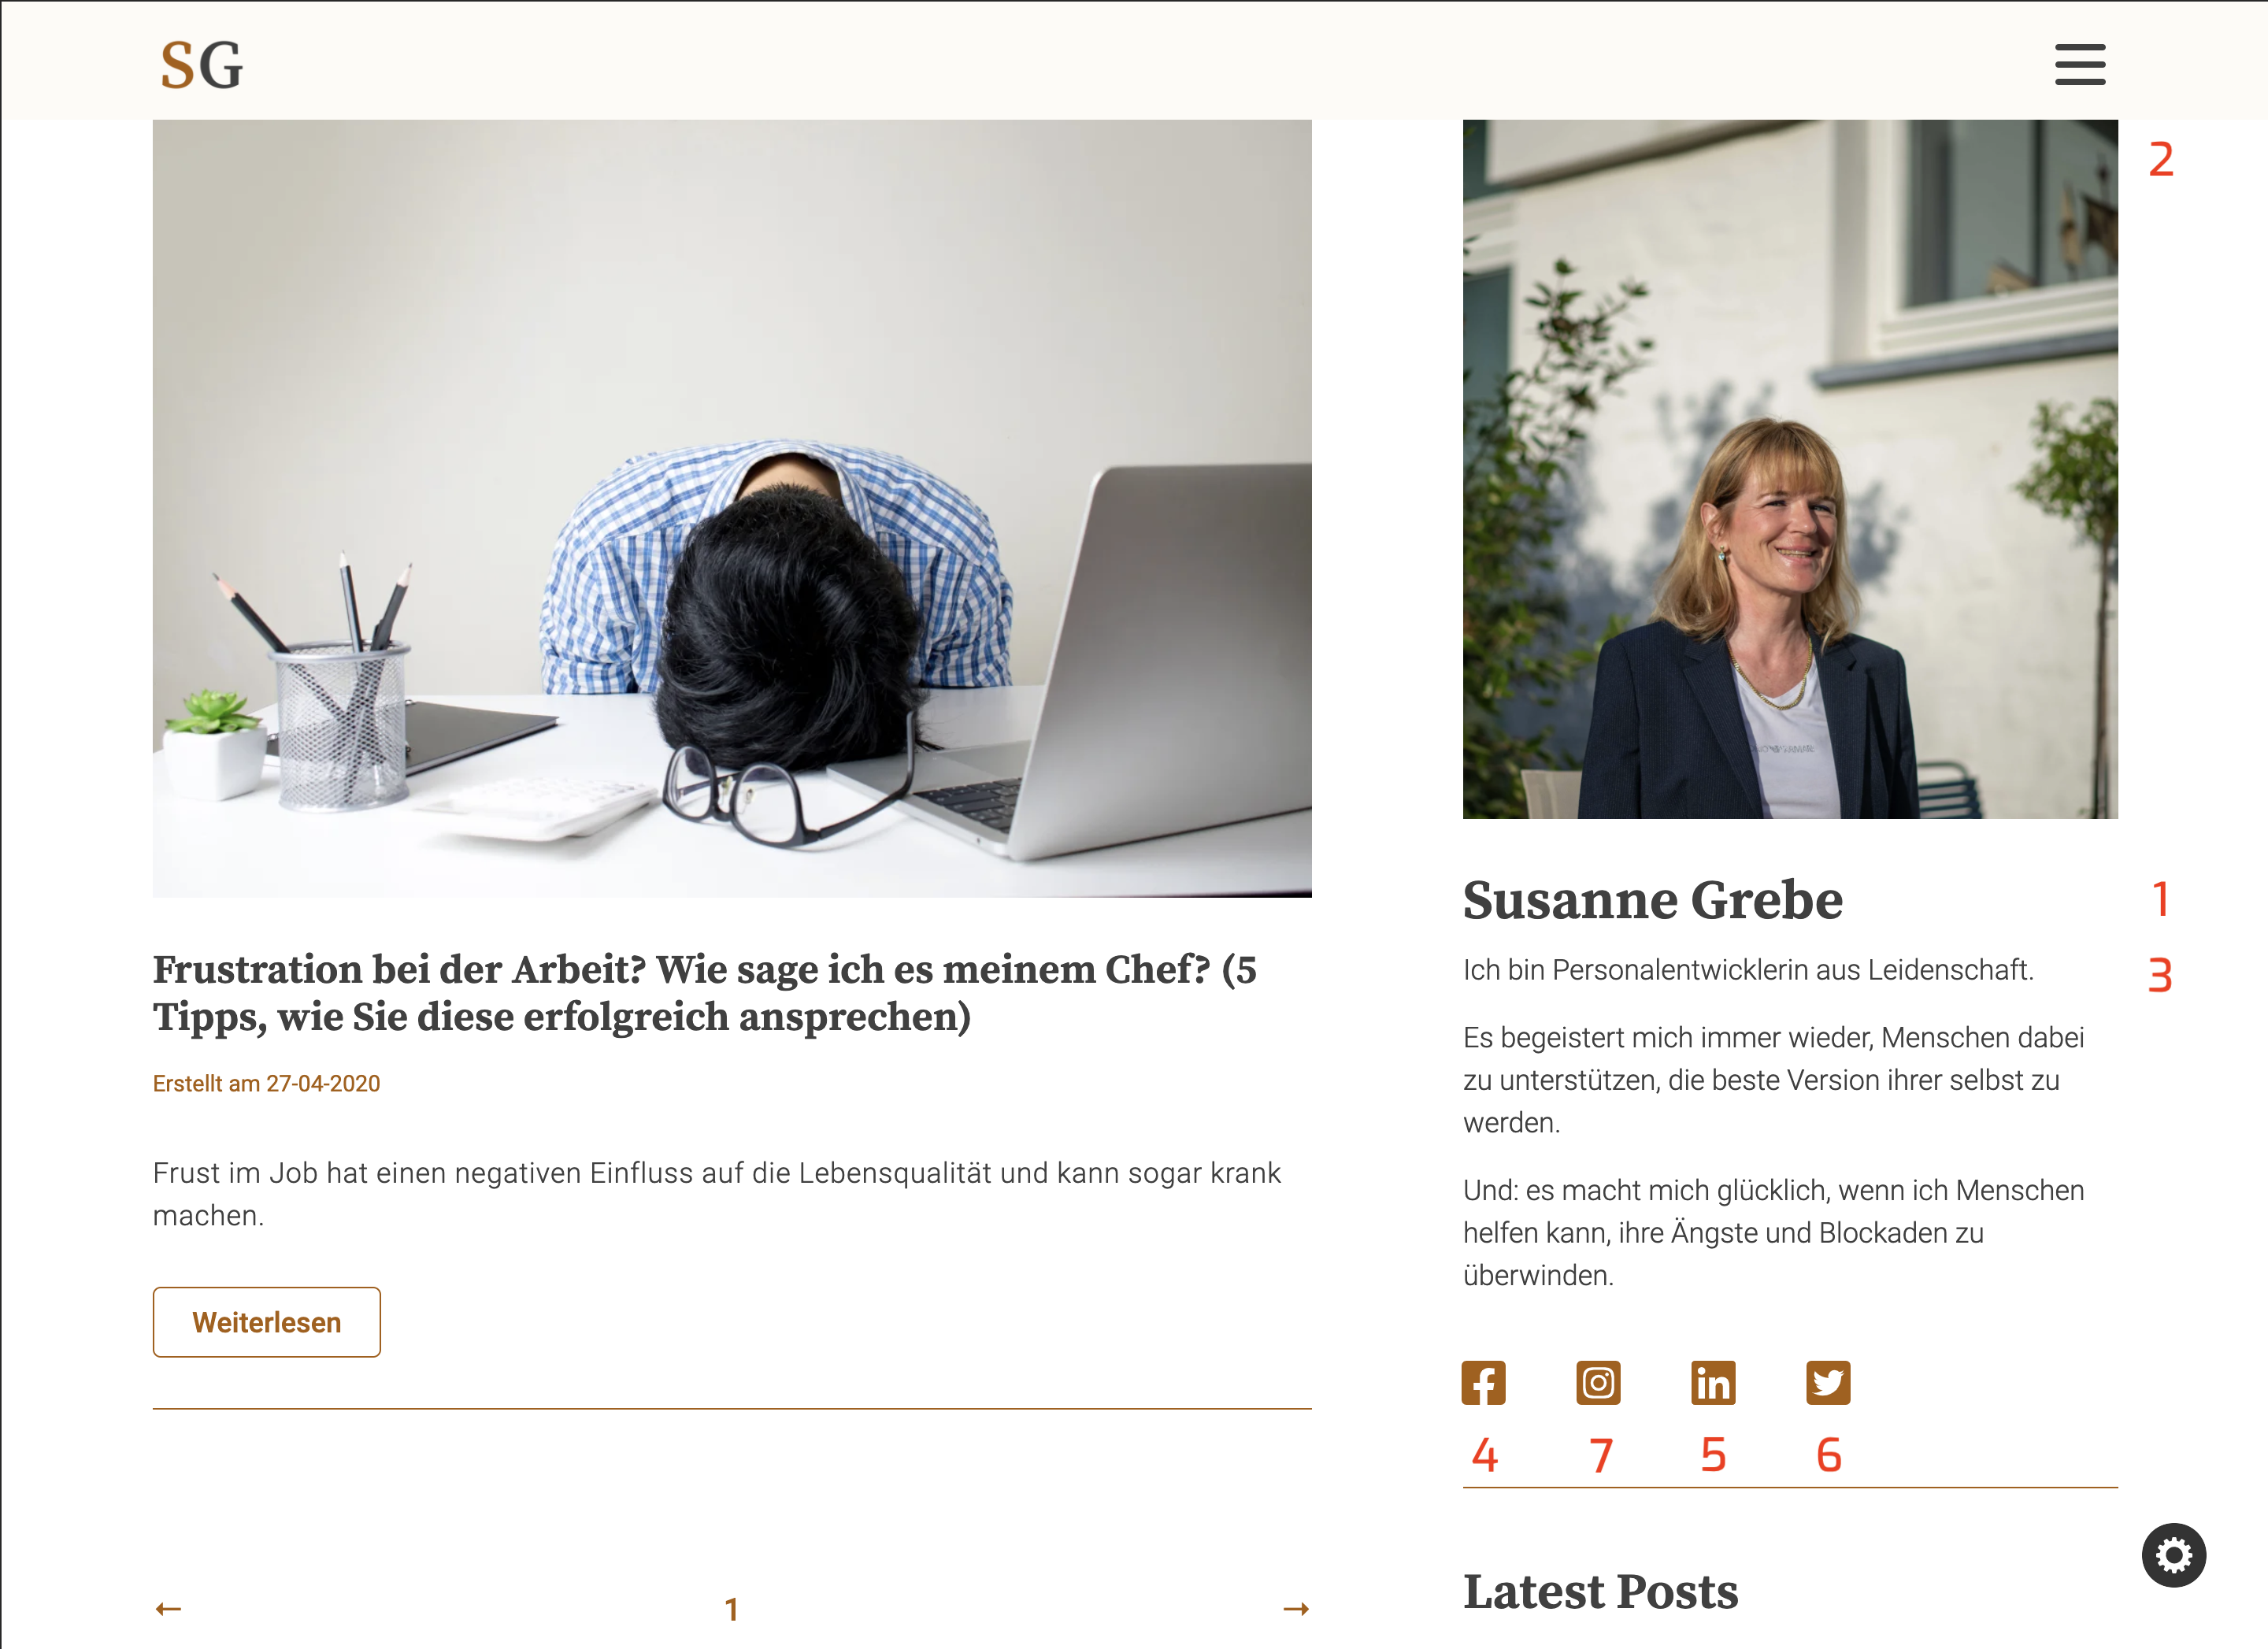 SG
2
Frustration bei der Arbeit? Wie sage ich es meinem Chef? (5
Tipps, wie Sie diese erfolgreich ansprechen)
Erstellt am 27-04-2020
Frust im Job hat einen negativen Einfluss auf die Lebensqualität und kann sogar krank
machen.
Weiterlesen
← 1 →
Susanne Grebe 1
Ich bin Personalentwicklerin aus Leidenschaft. 3
Es begeistert mich immer wieder, Menschen dabei
zu unterstützen, die beste Version ihrer selbst zu
werden.
Und: es macht mich glücklich, wenn ich Menschen
helfen kann, ihre Ängste und Blockaden zu
überwinden.
4 7 5 6
Latest Posts